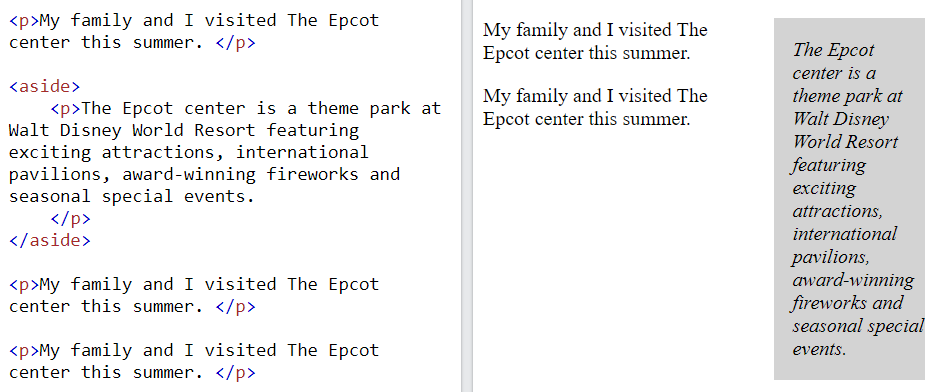 <p>My family and I visited The Epcot
center this summer. </p>
<aside>
<p>The Epcot center is a theme park at
Walt Disney World Resort featuring
exciting attractions, international
pavilions, award-winning fireworks and
seasonal special events.
</p>
</aside>
<p>My family and I visited The Epcot
center this summer. </p>
<p>My family and I visited The Epcot
center this summer. </p>
My family and I visited The
Epcot center this summer.
My family and I visited The
Epcot center this summer.
The Epcot
center is a
theme park at
Walt Disney
World Resort
featuring
exciting
attractions,
international
pavilions,
award-winning
fireworks and
seasonal special
events.